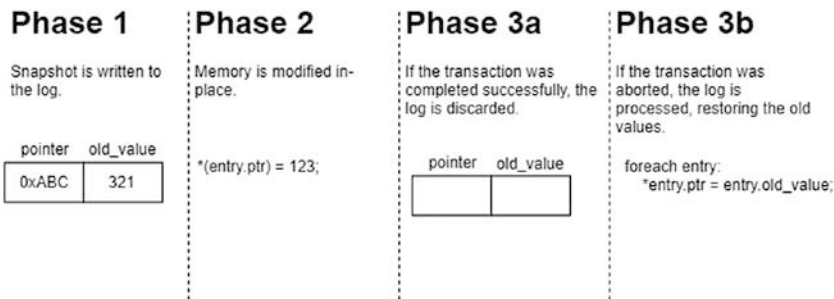 Phase 1
Snapshot is written to
the log.
pointer old_value
0xABC 321
Phase 2
Memory is modified in-
place.
*(entry.ptr) = 123;
Phase 3a
If the transaction was
completed successfully, the
log is discarded.
pointer old_value
Phase 3b
If the transaction was
aborted, the log is
processed, restoring the old
values.
foreach entry:
*entry.ptr = entry.old_value;